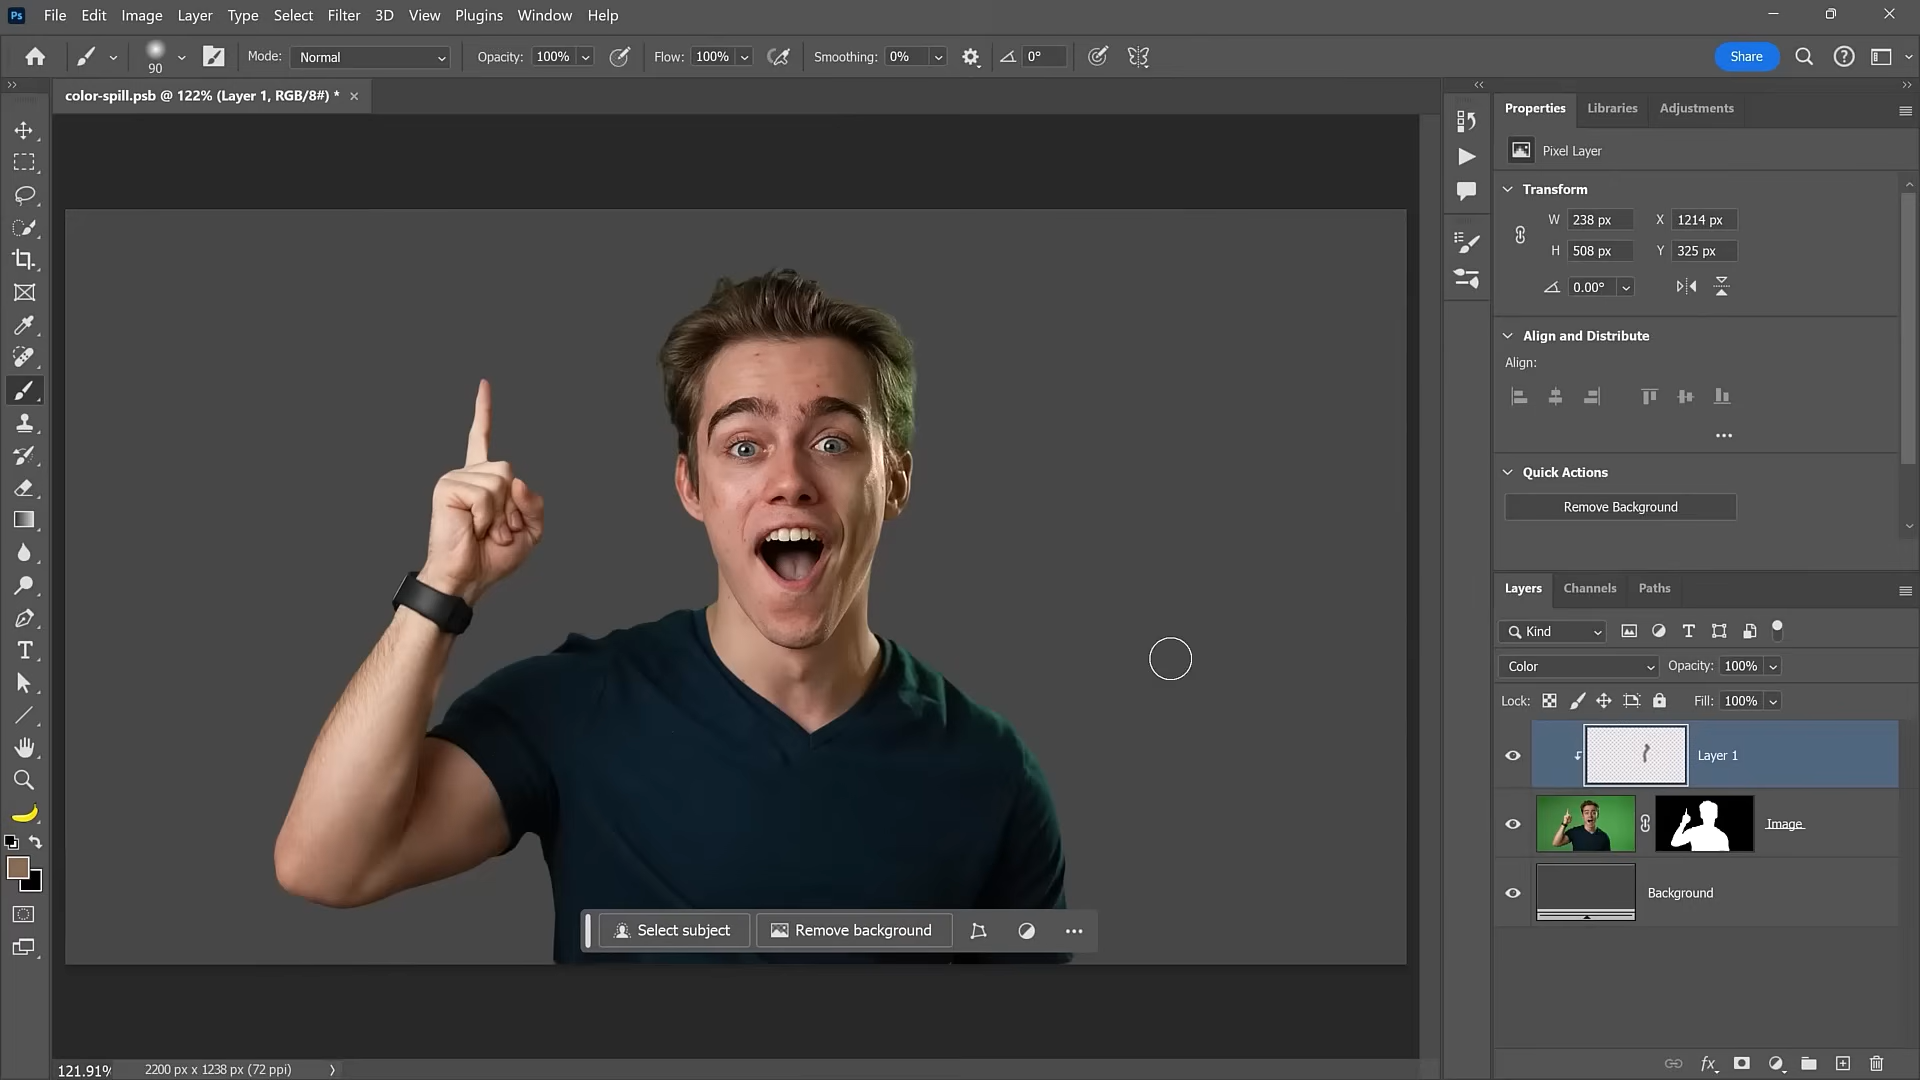 Ps File Edit Image Layer Type Select Filter 3D View Plugins Window Help
90 Mode: Normal Opacity: 100% Flow: 100% Smoothing: 0% 0° Share
color-spill.psb @ 122% (Layer 1, RGB/8#) *
Properties Libraries Adjustments
Pixel Layer
Transform
W 238 px X 1214 px
H 508 px Y 325 px
0.00°
Align and Distribute
Align:
Quick Actions
Remove Background
Layers Channels Paths
Kind
Color Opacity: 100%
Lock: Fill: 100%
Layer 1
Image
Background
Select subject Remove background
121.91% 2200 px x 1238 px (72 ppi)